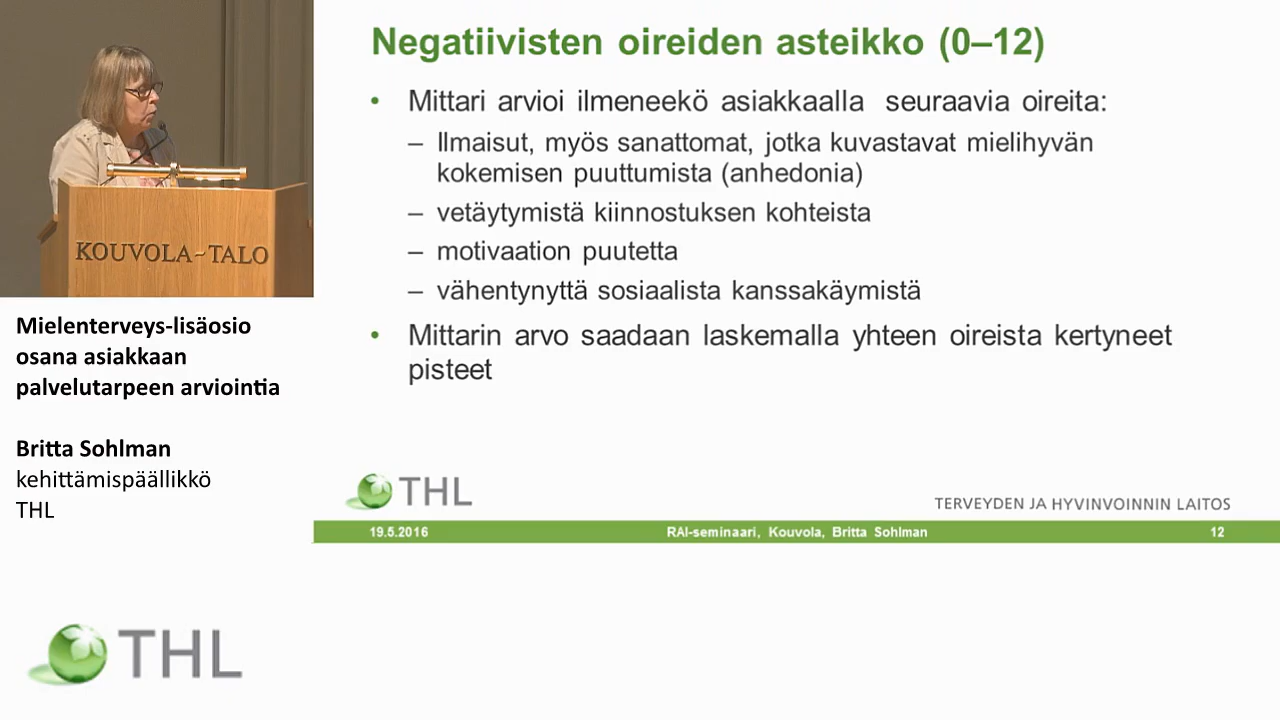 Negatiivisten oireiden asteikko (0–12)
• Mittari arvioi ilmeneekö asiakkaalla seuraavia oireita:
– Ilmaisut, myös sanattomat, jotka kuvastavat mielihyvän
kokemisen puuttumista (anhedonia)
– vetäytymistä kiinnostuksen kohteista
– motivaation puutetta
– vähentynyttä sosiaalista kanssakäymistä
• Mittarin arvo saadaan laskemalla yhteen oireista kertyneet
pisteet
THL
TERVEYDEN JA HYVINVOINNIN LAITOS
19.5.2016 RAI-seminaari, Kouvola, Britta Sohlman 12
KOUVOLA-TALO
Mielenterveys-lisäosio
osana asiakkaan
palvelutarpeen arviointia
Britta Sohlman
kehittämispäällikkö
THL
THL